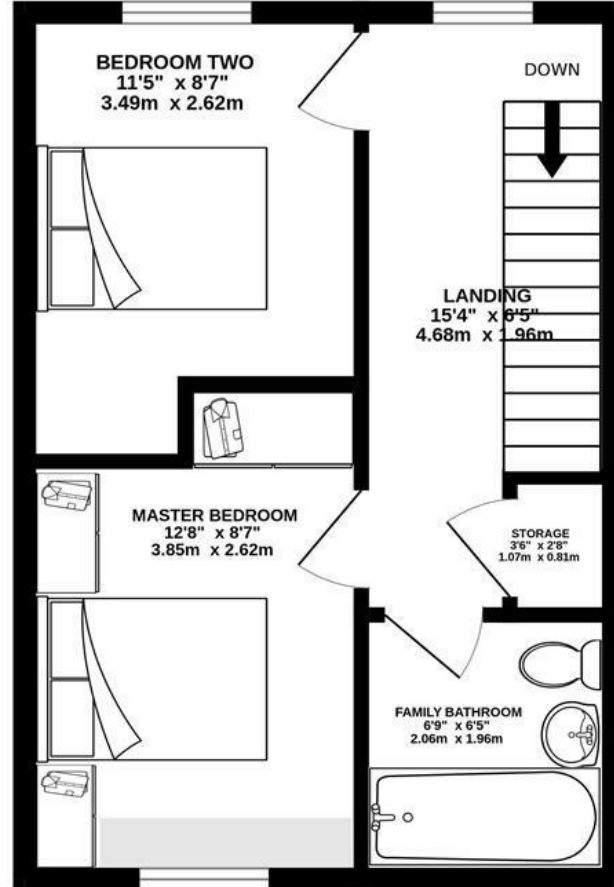 BEDROOM TWO
11'5" x 8'7"
3.49m x 2.62m
DOWN
LANDING
15'4" x 6'5"
4.68m x 1.96m
MASTER BEDROOM
12'8" x 8'7"
3.85m x 2.62m
STORAGE
3'6" x 2'8"
1.07m x 0.81m
FAMILY BATHROOM
6'9" x 6'5"
2.06m x 1.96m